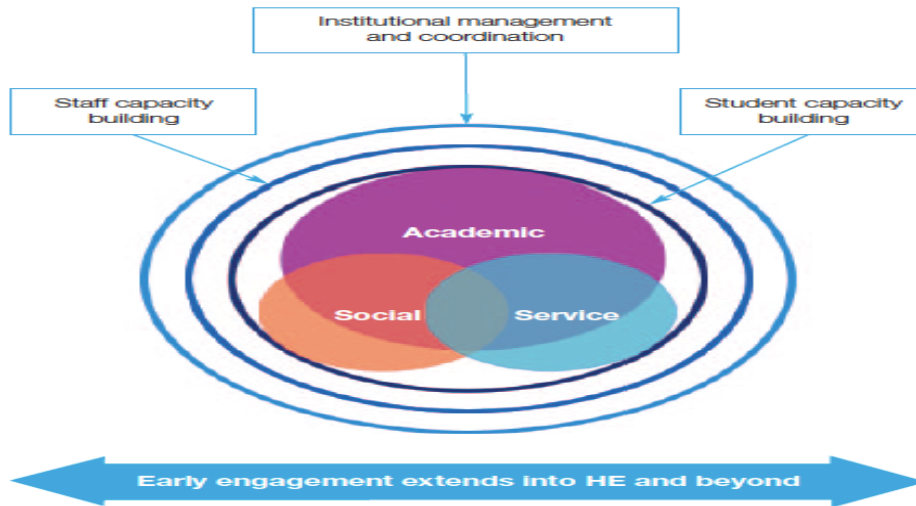 Institutional management
and coordination
Staff capacity
building
Student capacity
building
Academic
Social
Service
Early engagement extends into HE and beyond